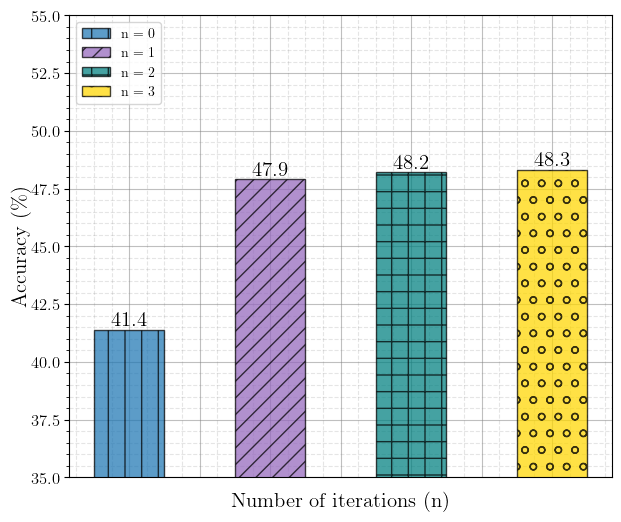 55.0
52.5
50.0
47.5
45.0
42.5
40.0
37.5
35.0
Accuracy (%)
n = 0
n = 1
n = 2
n = 3
41.4
47.9
48.2
48.3
Number of iterations (n)